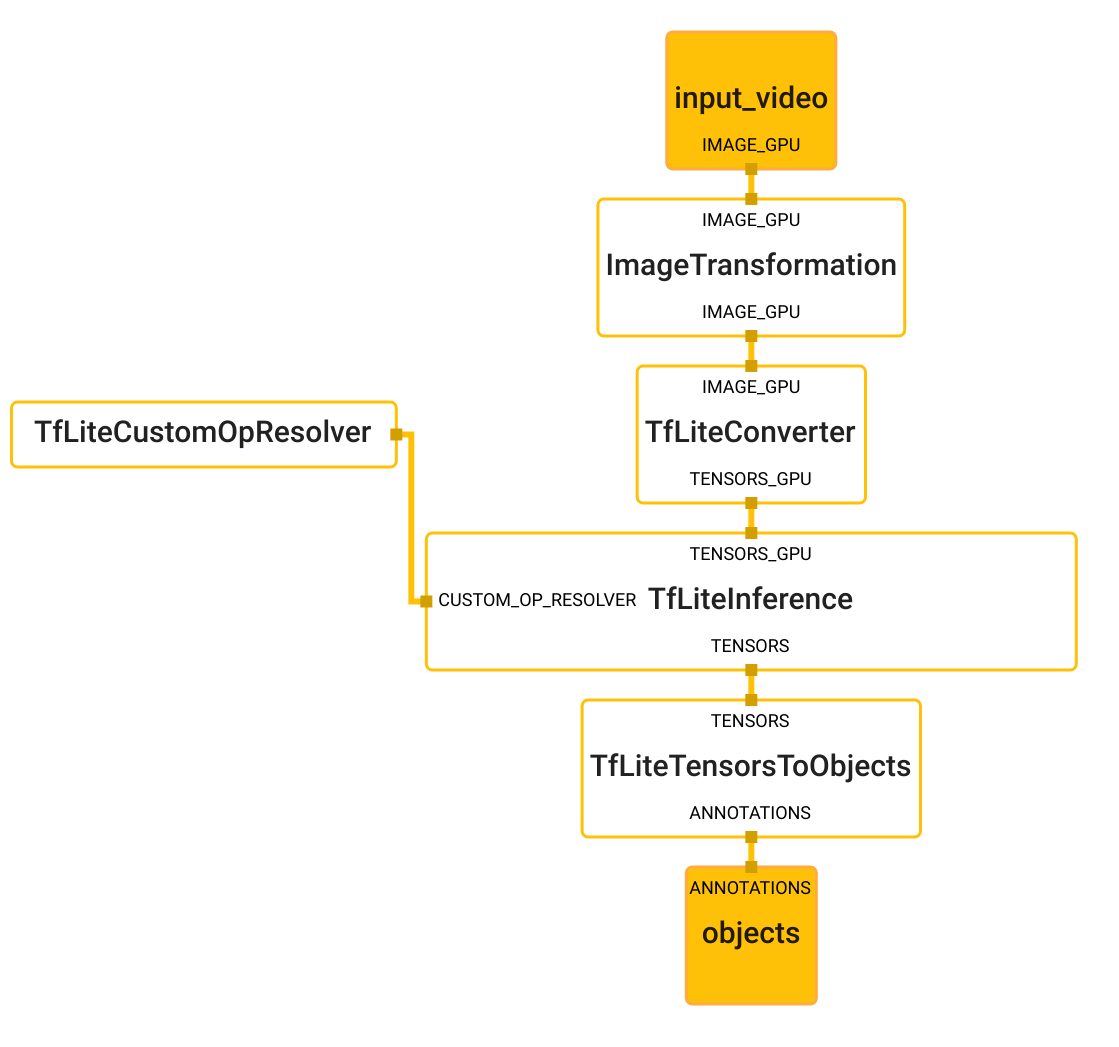 input_video
IMAGE_GPU
IMAGE_GPU
ImageTransformation
IMAGE_GPU
IMAGE_GPU
TfLiteCustomOpResolver
TfLiteConverter
TENSORS_GPU
TENSORS_GPU
CUSTOM_OP_RESOLVER TfLiteInference
TENSORS
TENSORS
TfLiteTensorsToObjects
ANNOTATIONS
ANNOTATIONS
objects